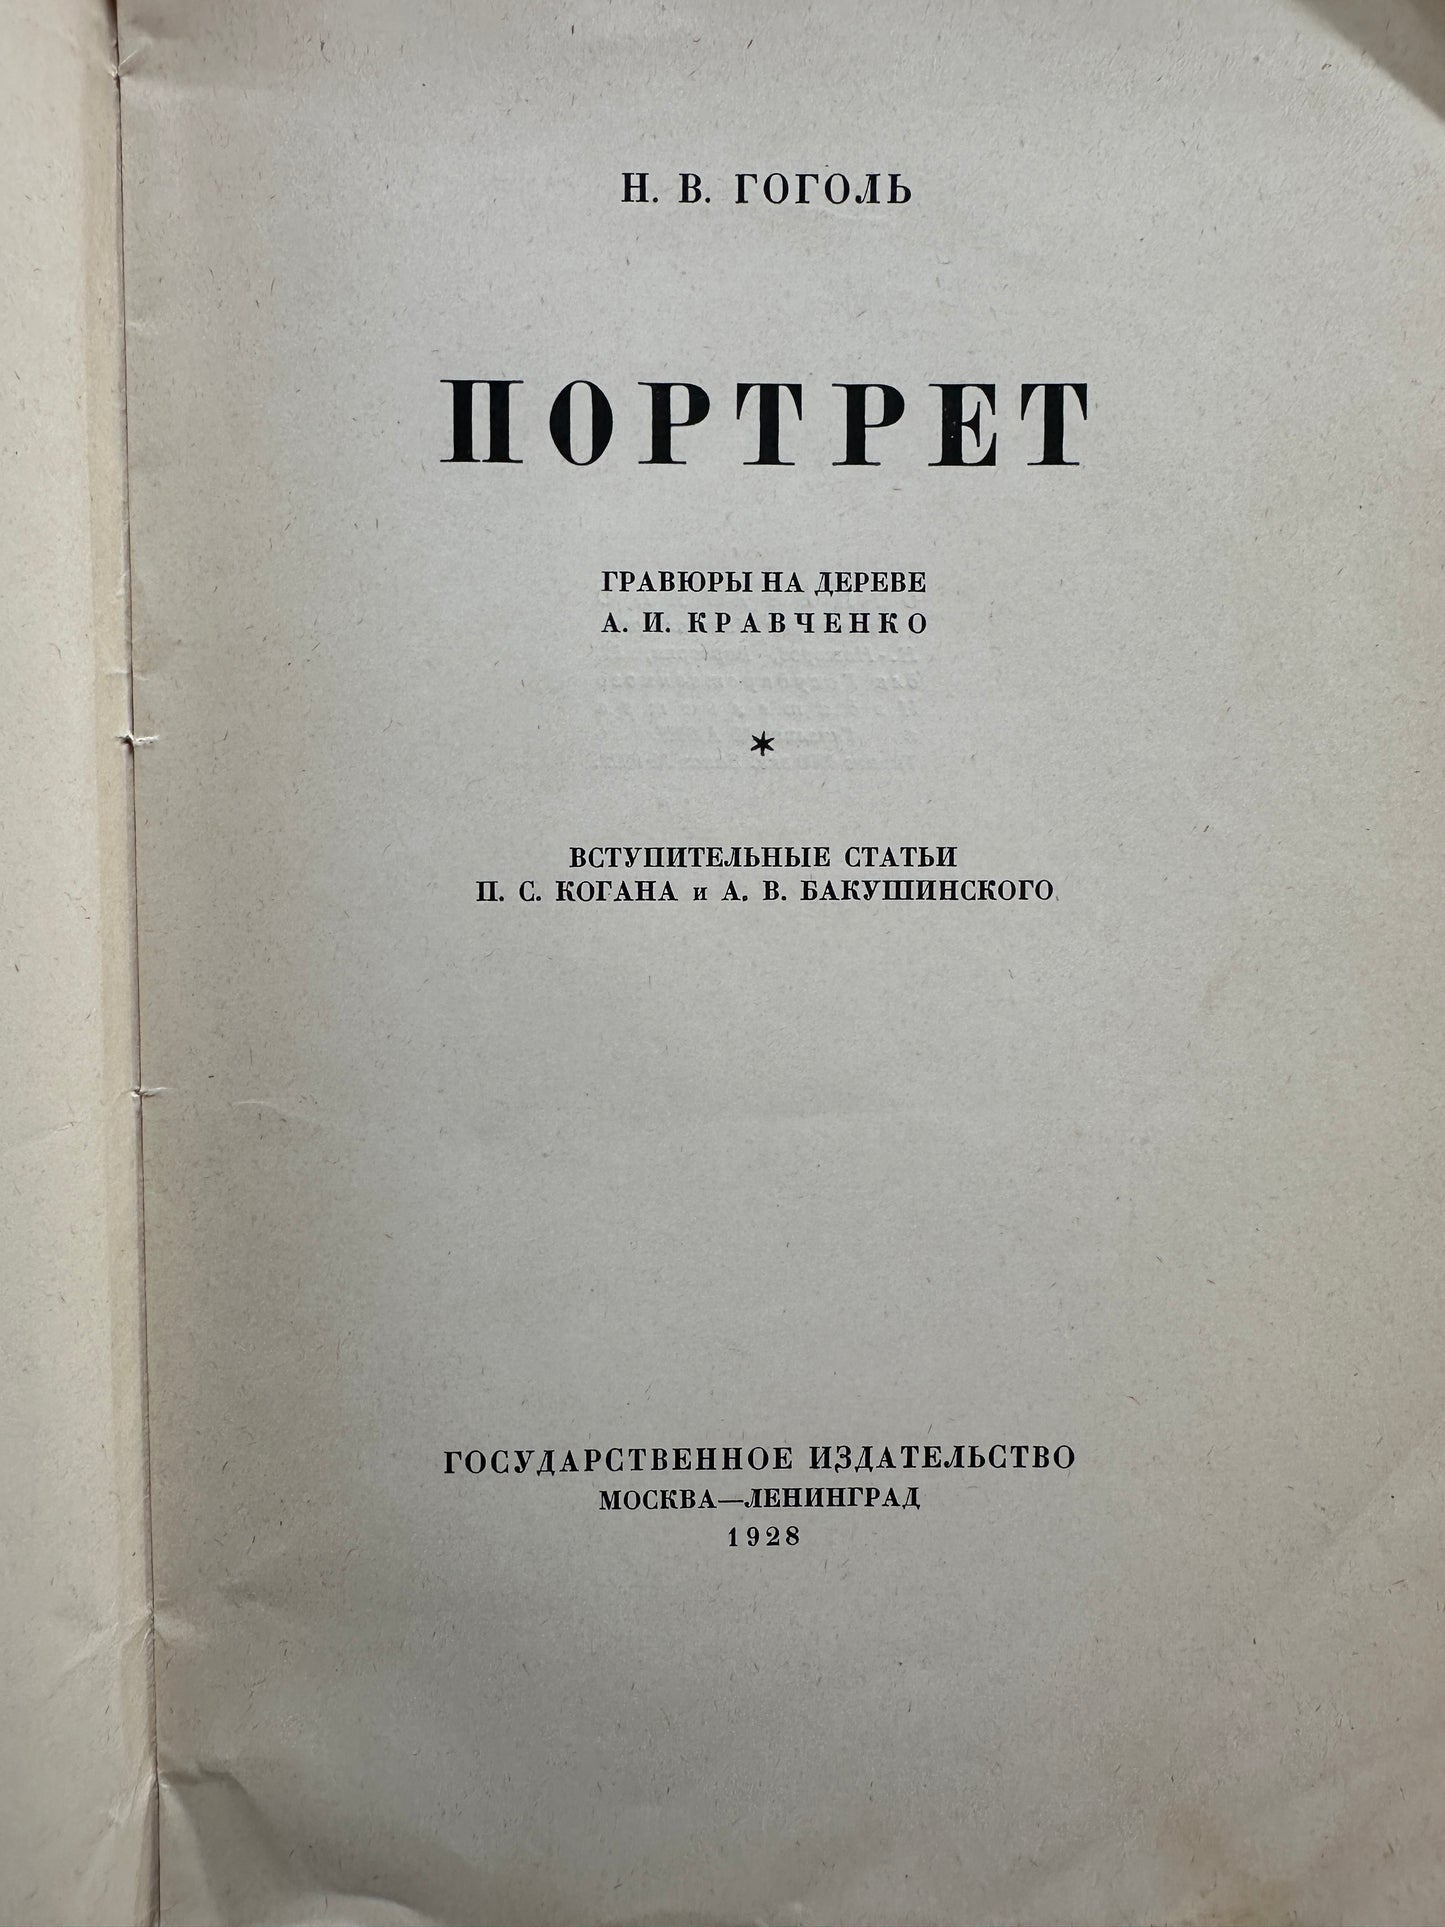 Н. В. ГОГОЛЬ
ПОРТРЕТ
ГРАВЮРЫ НА ДЕРЕВЕ
А. И. КРАВЧЕНКО
*
ВСТУПИТЕЛЬНЫЕ СТАТЬИ
П. С. КОГАНА и А. В. БАКУШИНСКОГО
ГОСУДАРСТВЕННОЕ ИЗДАТЕЛЬСТВО
МОСКВА—ЛЕНИНГРАД
1928